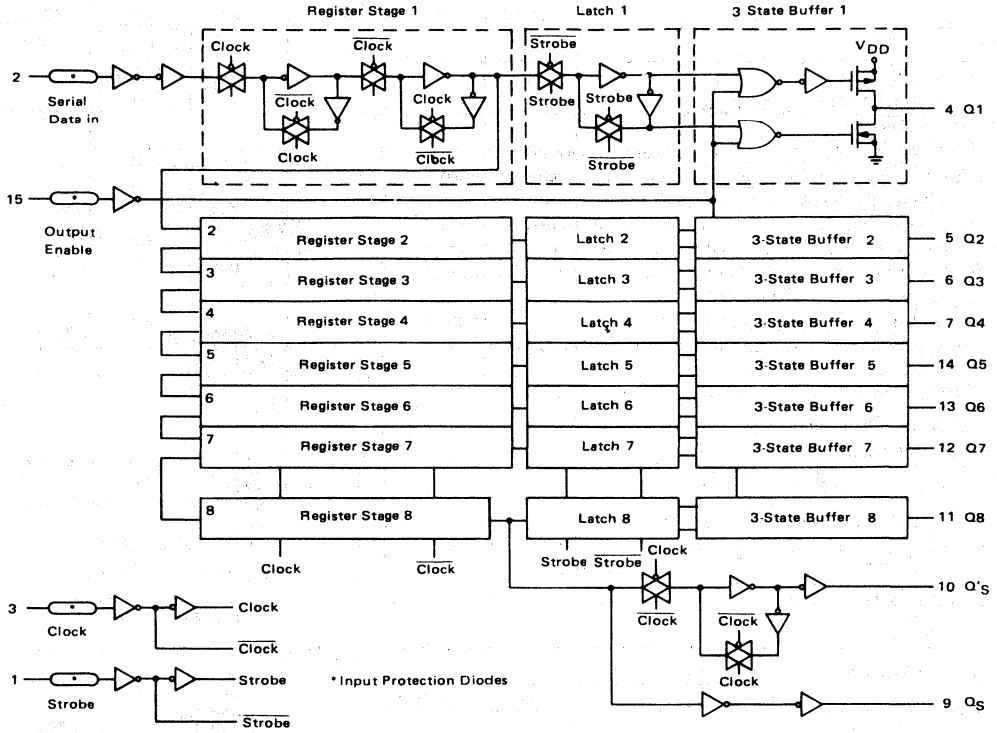 Register Stage 1
Latch 1
3 State Buffer 1
Clock
Clock
Strobe
VDD
2
Serial
Data in
Clock
Clock
Strobe
Strobe
4 Q1
Clock
Clock
Strobe
15
Output
Enable
2
Register Stage 2
Latch 2
3-State Buffer 2
5 Q2
3
Register Stage 3
Latch 3
3-State Buffer 3
6 Q3
4
Register Stage 4
Latch 4
3-State Buffer 4
7 Q4
5
Register Stage 5
Latch 5
3-State Buffer 5
14 Q5
6
Register Stage 6
Latch 6
3-State Buffer 6
13 Q6
7
Register Stage 7
Latch 7
3-State Buffer 7
12 Q7
8
Register Stage 8
Latch 8
3-State Buffer 8
11 Q8
Clock
Clock
Strobe
Strobe
Clock
Clock
10 Q'S
3
Clock
Clock
Clock
Clock
Clock
1
Strobe
Strobe
Strobe
*Input Protection Diodes
9 QS